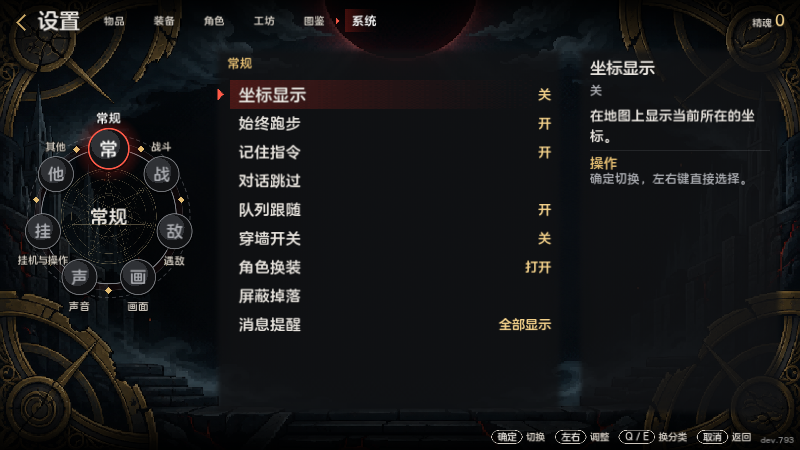 设置
物品 装备 角色 工坊 图鉴 系统
精魂 0
常规
其他 战斗
常
他 战
常规
挂 敌
挂机与操作 遇敌
声 画
声音 画面
常规
坐标显示 关
始终跑步 开
记住指令 开
对话跳过
队列跟随 开
穿墙开关 关
角色换装 打开
屏蔽掉落
消息提醒 全部显示
坐标显示
关
在地图上显示当前所在的坐
标。
操作
确定切换，左右键直接选择。
确定 切换 左右 调整 Q / E 换分类 取消 返回
dev.793